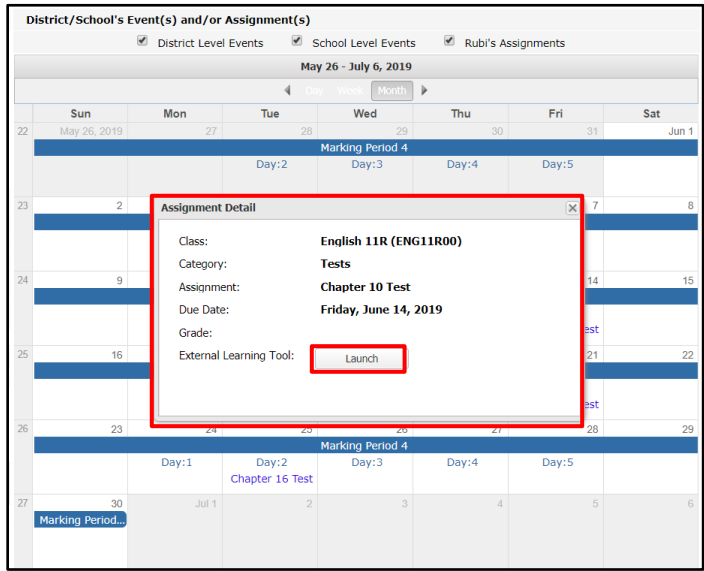 District/School's Event(s) and/or Assignment(s)
District Level Events School Level Events Rubi's Assignments
May 26 - July 6, 2019
Day Week Month
Sun Mon Tue Wed Thu Fri Sat
22 May 26, 2019 27 28 29 30 31 Jun 1
Marking Period 4
Day:2 Day:3 Day:4 Day:5
23 2 7 8
Assignment Detail
Class: English 11R (ENG11R00)
Category: Tests
24 9 14 15
Assignment: Chapter 10 Test
Due Date: Friday, June 14, 2019
Grade:
est
25 16 21 22
External Learning Tool: Launch
est
26 23 24 25 26 27 28 29
Marking Period 4
Day:1 Day:2 Day:3 Day:4 Day:5
Chapter 16 Test
27 30 Jul 1 2 3 4 5 6
Marking Period...